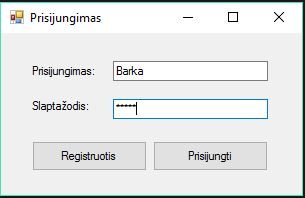 Prisijungimas
Prisijungimas: Barka
Slaptažodis: *****
Registruotis Prisijungti